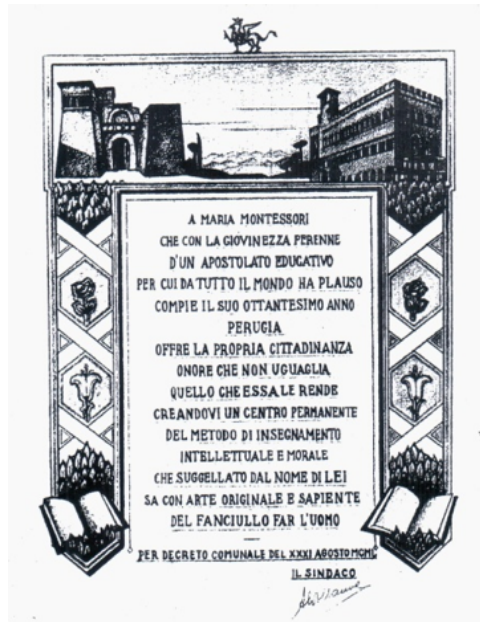 A MARIA MONTESSORI
CHE CON LA GIOVINEZZA PERENNE
D'UN APOSTOLATO EDUCATIVO
PER CUI DA TUTTO IL MONDO HA PLAUSO
COMPIE IL SUO OTTANTESIMO ANNO
PERUGIA
OFFRE LA PROPRIA CITTADINANZA
ONORE CHE NON UGUAGLIA
QUELLO CHE ESSA LE RENDE
CREANDOVI UN CENTRO PERMANENTE
DEL METODO DI INSEGNAMENTO
INTELLETTUALE E MORALE
CHE SUGGELLATO DAL NOME DI LEI
SA CON ARTE ORIGINALE E SAPIENTE
DEL FANCIULLO FAR L'UOMO
PER DECRETO COMUNALE DEL XXXI AGOSTO MCML
IL SINDACO